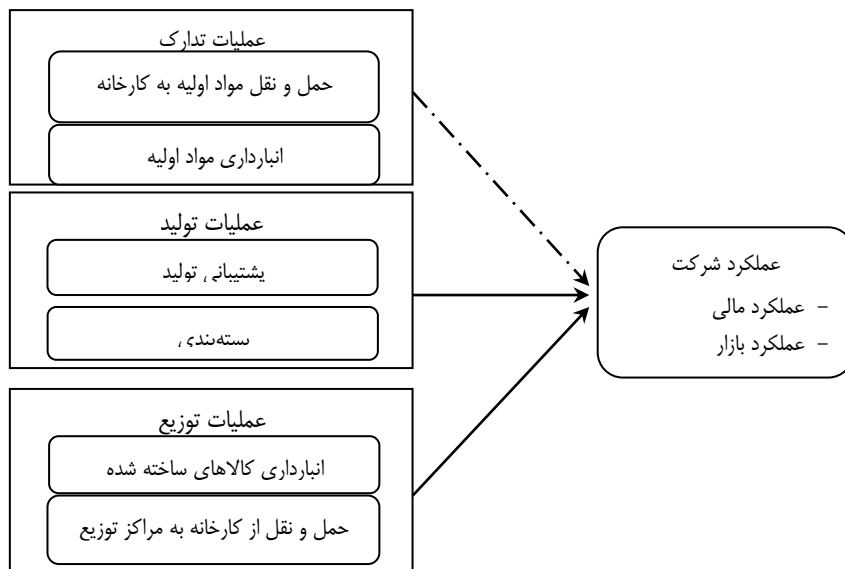 عملیات تدارک
حمل و نقل مواد اولیه به کارخانه
انبارداری مواد اولیه
عملیات تولید
پشتیبانی تولید
بسته‌بندی
عملیات توزیع
انبارداری کالاهای ساخته شده
حمل و نقل از کارخانه به مراکز توزیع
عملکرد شرکت
- عملکرد مالی
- عملکرد بازار